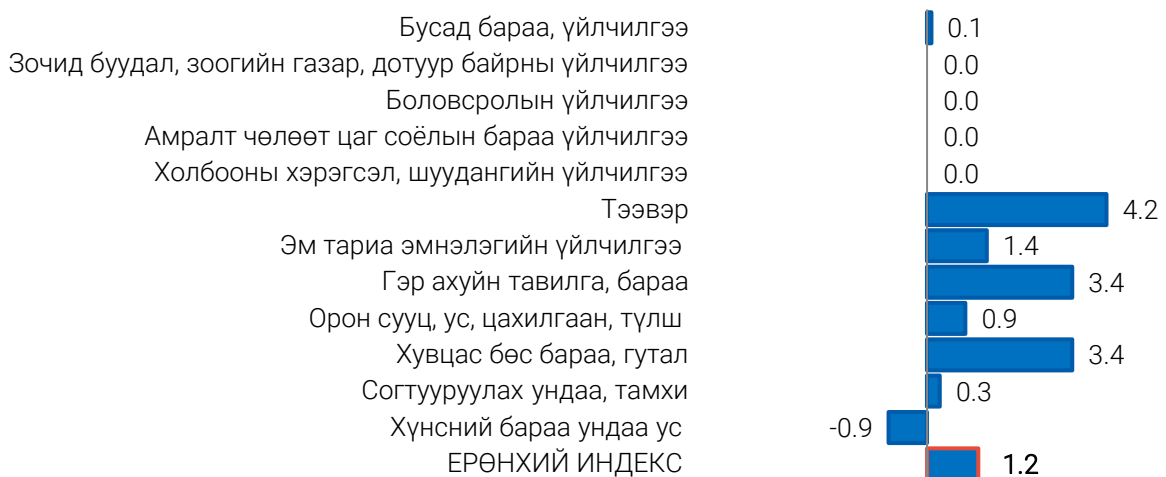 Бусад бараа, үйлчилгээ 0.1
Зочид буудал, зоогийн газар, дотуур байрны үйлчилгээ 0.0
Боловсролын үйлчилгээ 0.0
Амралт чөлөөт цаг соёлын бараа үйлчилгээ 0.0
Холбооны хэрэгсэл, шуудангийн үйлчилгээ 0.0
Тээвэр 4.2
Эм тариа эмнэлэгийн үйлчилгээ 1.4
Гэр ахуйн тавилга, бараа 3.4
Орон сууц, ус, цахилгаан, түлш 0.9
Хувцас бөс бараа, гутал 3.4
Согтууруулах ундаа, тамхи 0.3
Хүнсний бараа ундаа ус -0.9
ЕРӨНХИЙ ИНДЕКС 1.2